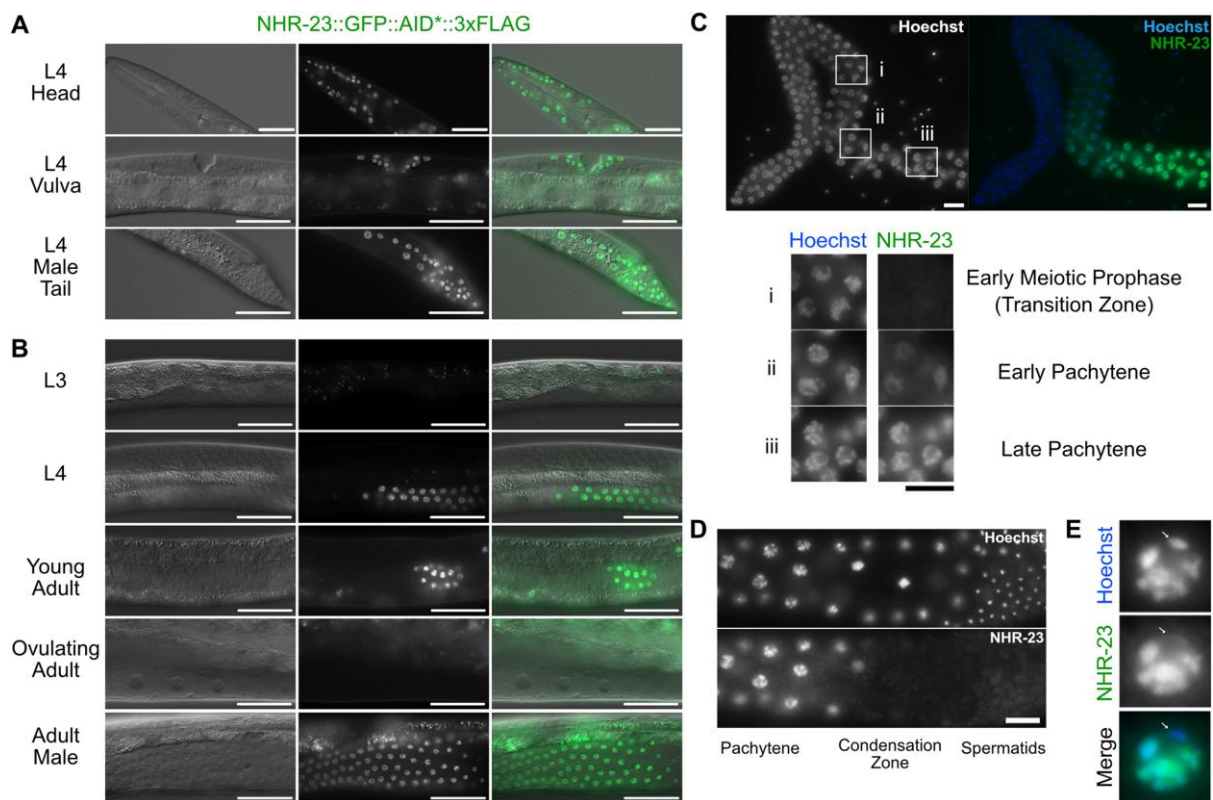 A
NHR-23::GFP::AID*::3xFLAG
L4
Head
L4
Vulva
L4
Male
Tail
B
L3
L4
Young
Adult
Ovulating
Adult
Adult
Male
C
Hoechst
Hoechst
NHR-23
i
ii
iii
Hoechst
NHR-23
i
Early Meiotic Prophase
(Transition Zone)
ii
Early Pachytene
iii
Late Pachytene
D
Hoechst
NHR-23
Pachytene
Condensation
Zone
Spermatids
E
Hoechst
NHR-23
Merge